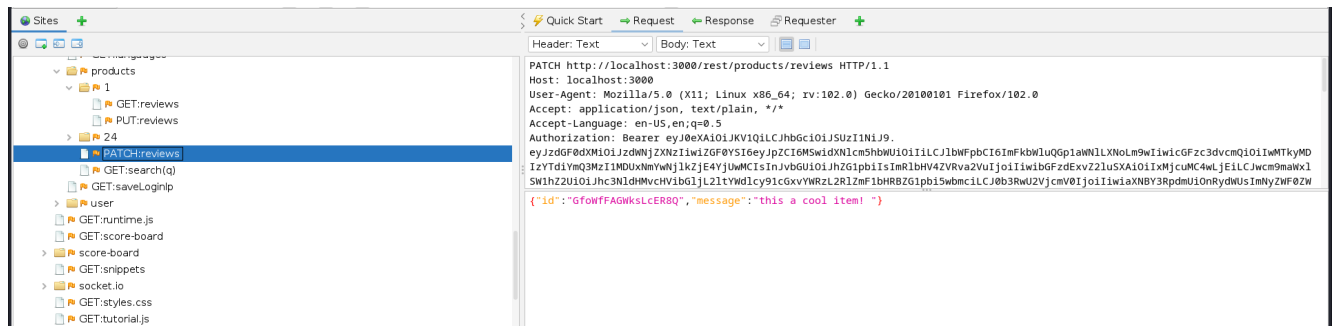 Sites
Quick Start
Request
Response
Requester
Header: Text
Body: Text
products
PATCH http://localhost:3000/rest/products/reviews HTTP/1.1
1
Host: localhost:3000
GET:reviews
User-Agent: Mozilla/5.0 (X11; Linux x86_64; rv:102.0) Gecko/20100101 Firefox/102.0
PUT:reviews
Accept: application/json, text/plain, */*
24
Accept-Language: en-US,en;q=0.5
PATCH:reviews
Authorization: Bearer eyJ0eXAiOiJKV1QiLCJhbGciOiJSUzI1NiJ9.
GET:search(q)
GET:saveLoginIp
user
{"id":"GfoWfFAGWksLcER8Q","message":"this a cool item! "}
GET:runtime.js
GET:score-board
score-board
GET:snippets
socket.io
GET:styles.css
GET:tutorial.js